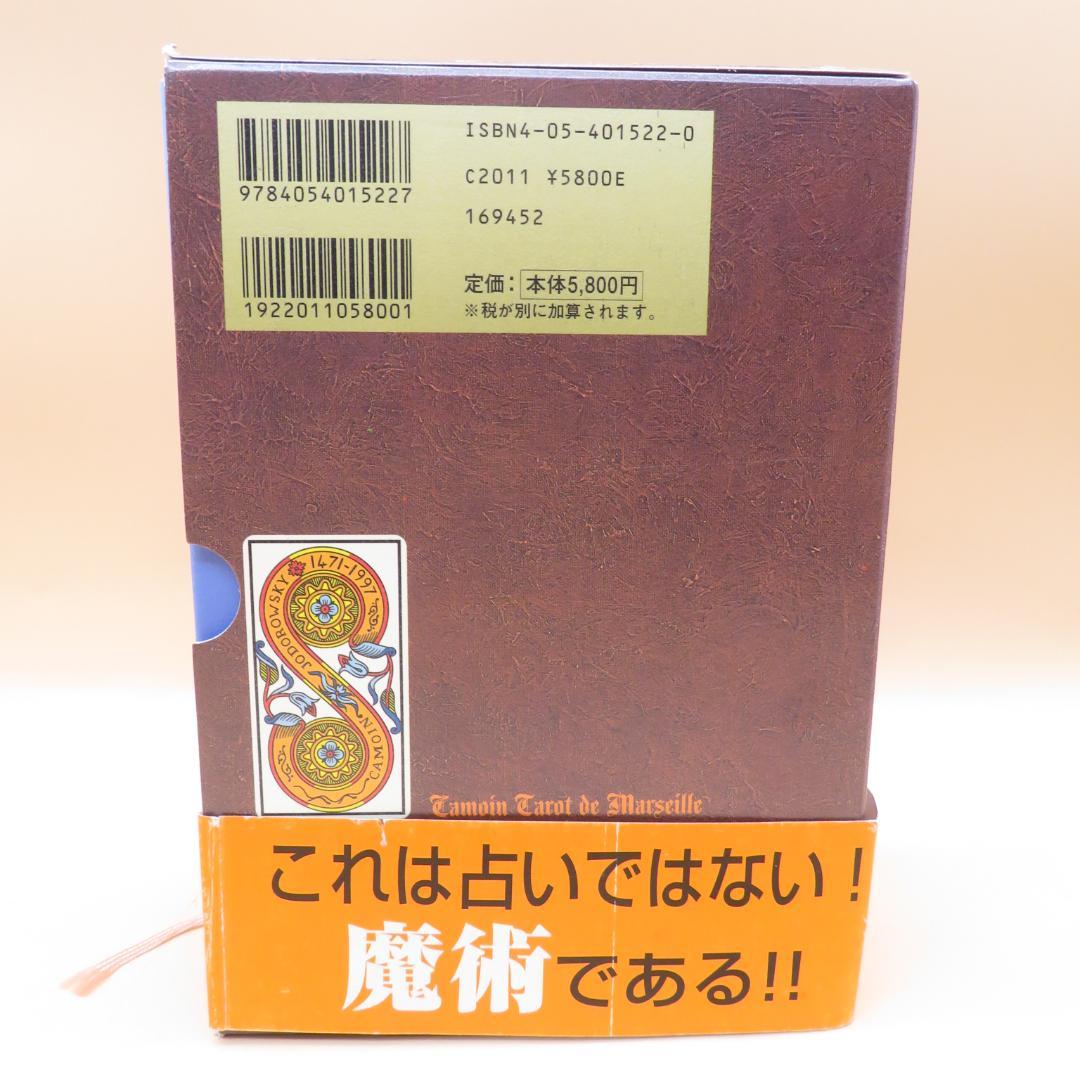 ISBN4-05-401522-0
C2011 ¥5800E
169452
9784054015227
1922011058001
定価: 本体5,800円
※税が別に加算されます。
JODOROWSKY 1471-1997
CAMOIN
Camoin Tarot de Marseille
これは占いではない!
魔術である!!